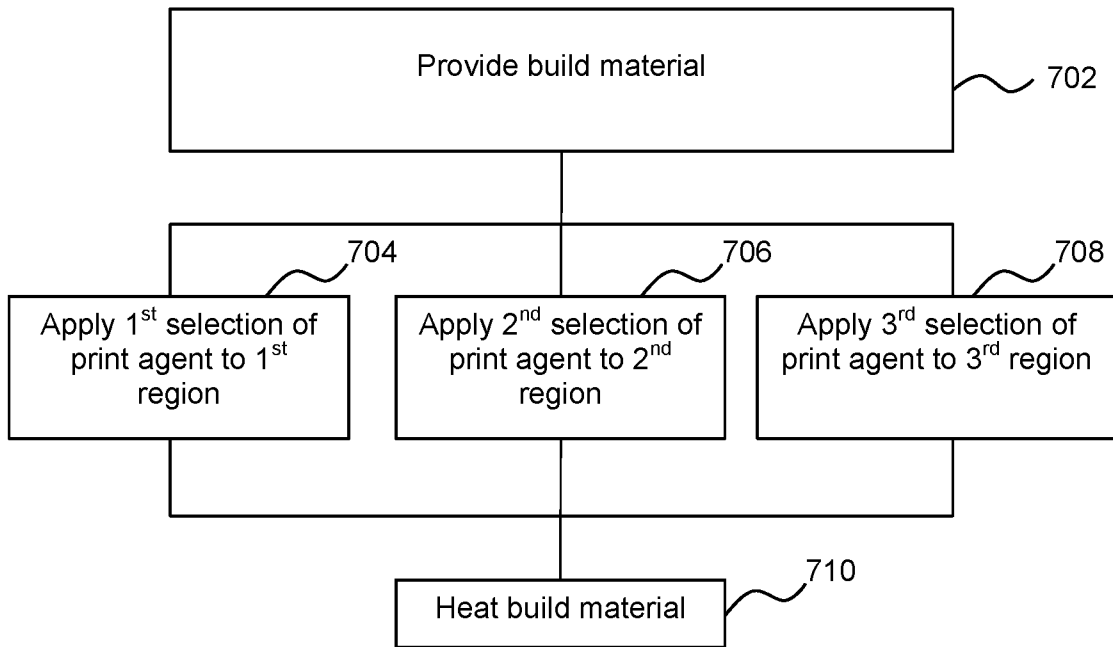 Provide build material
702
704
706
708
Apply 1st selection of
print agent to 1st
region
Apply 2nd selection of
print agent to 2nd
region
Apply 3rd selection of
print agent to 3rd region
710
Heat build material